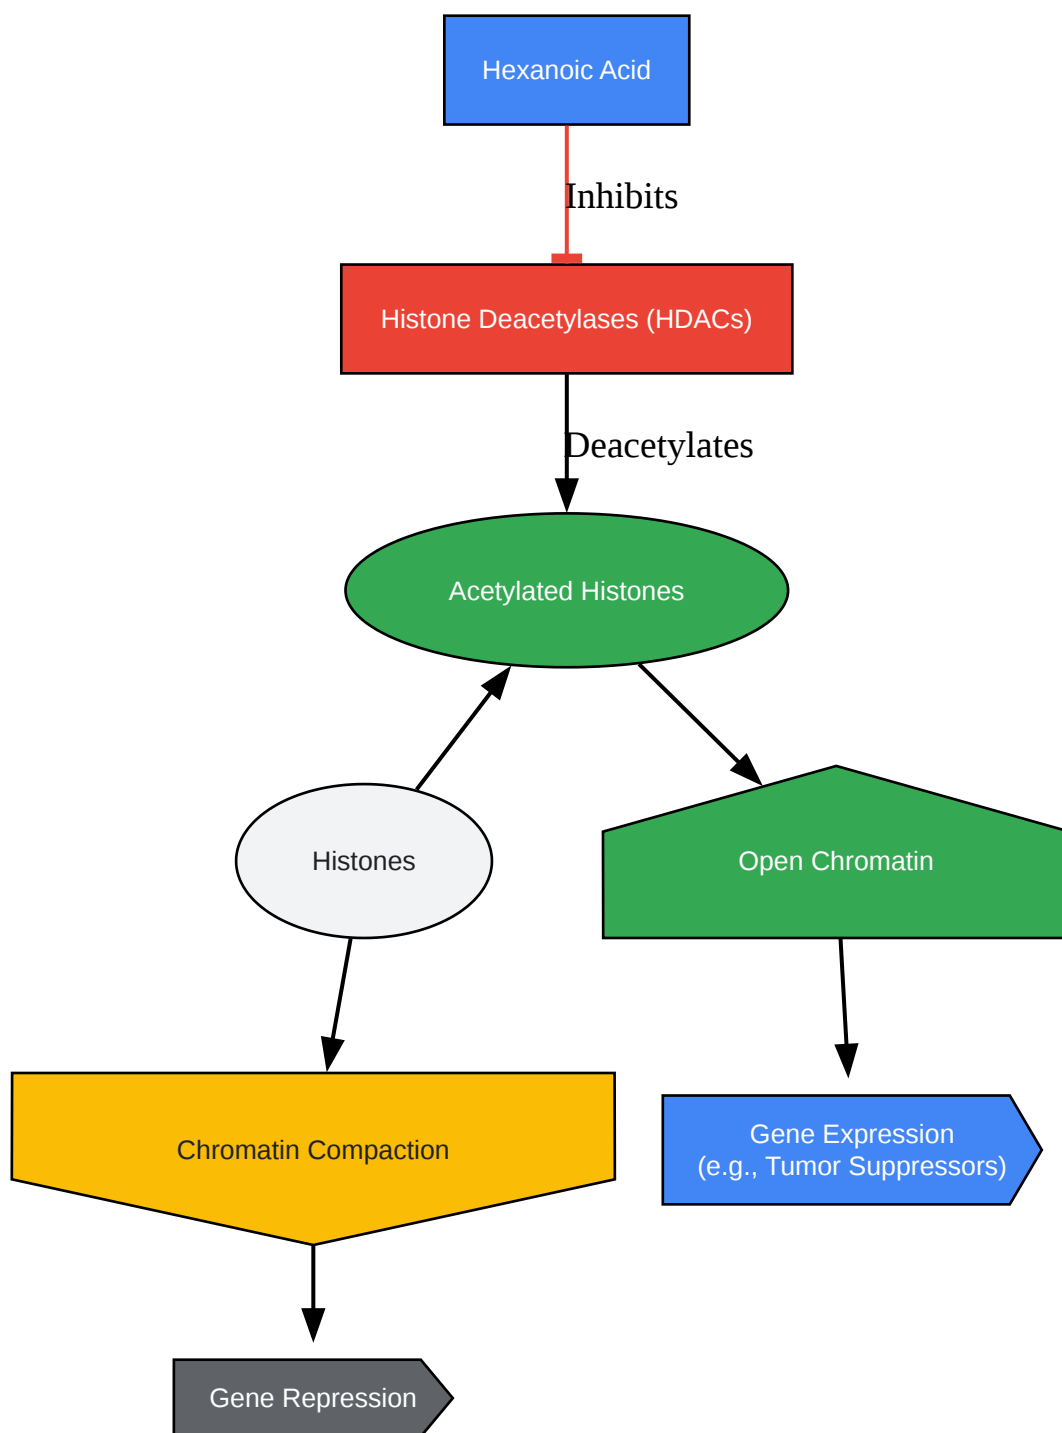 Hexanoic Acid
Inhibits
Histone Deacetylases (HDACs)
Deacetylates
Acetylated Histones
Histones
Open Chromatin
Chromatin Compaction
Gene Expression
(e.g., Tumor Suppressors)
Gene Repression